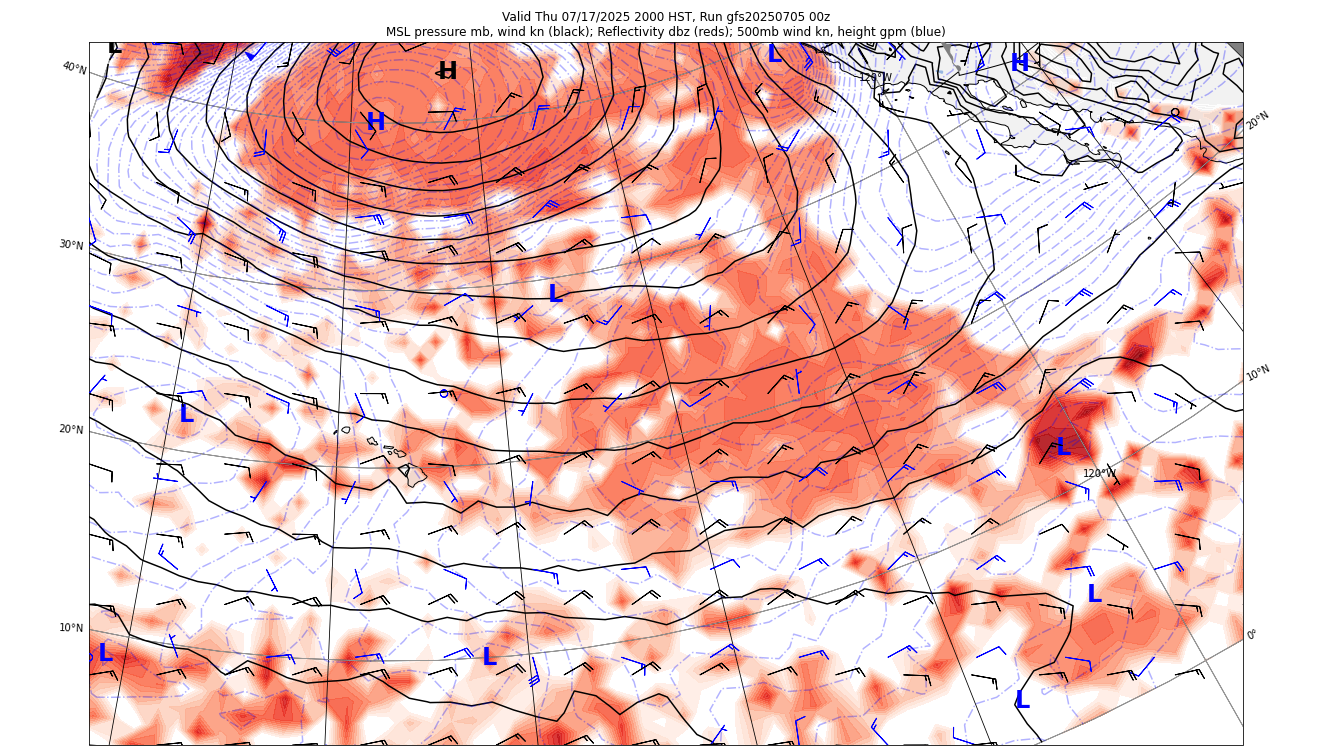 Valid Thu 07/17/2025 2000 HST, Run gfs20250705 00z
MSL pressure mb, wind kn (black); Reflectivity dbz (reds); 500mb wind kn, height gpm (blue)
L
H
L
H
120°W
40°N
H
20°N
30°N
L
10°N
L
20°N
L
120°W
L
10°N
0°
L
L
L